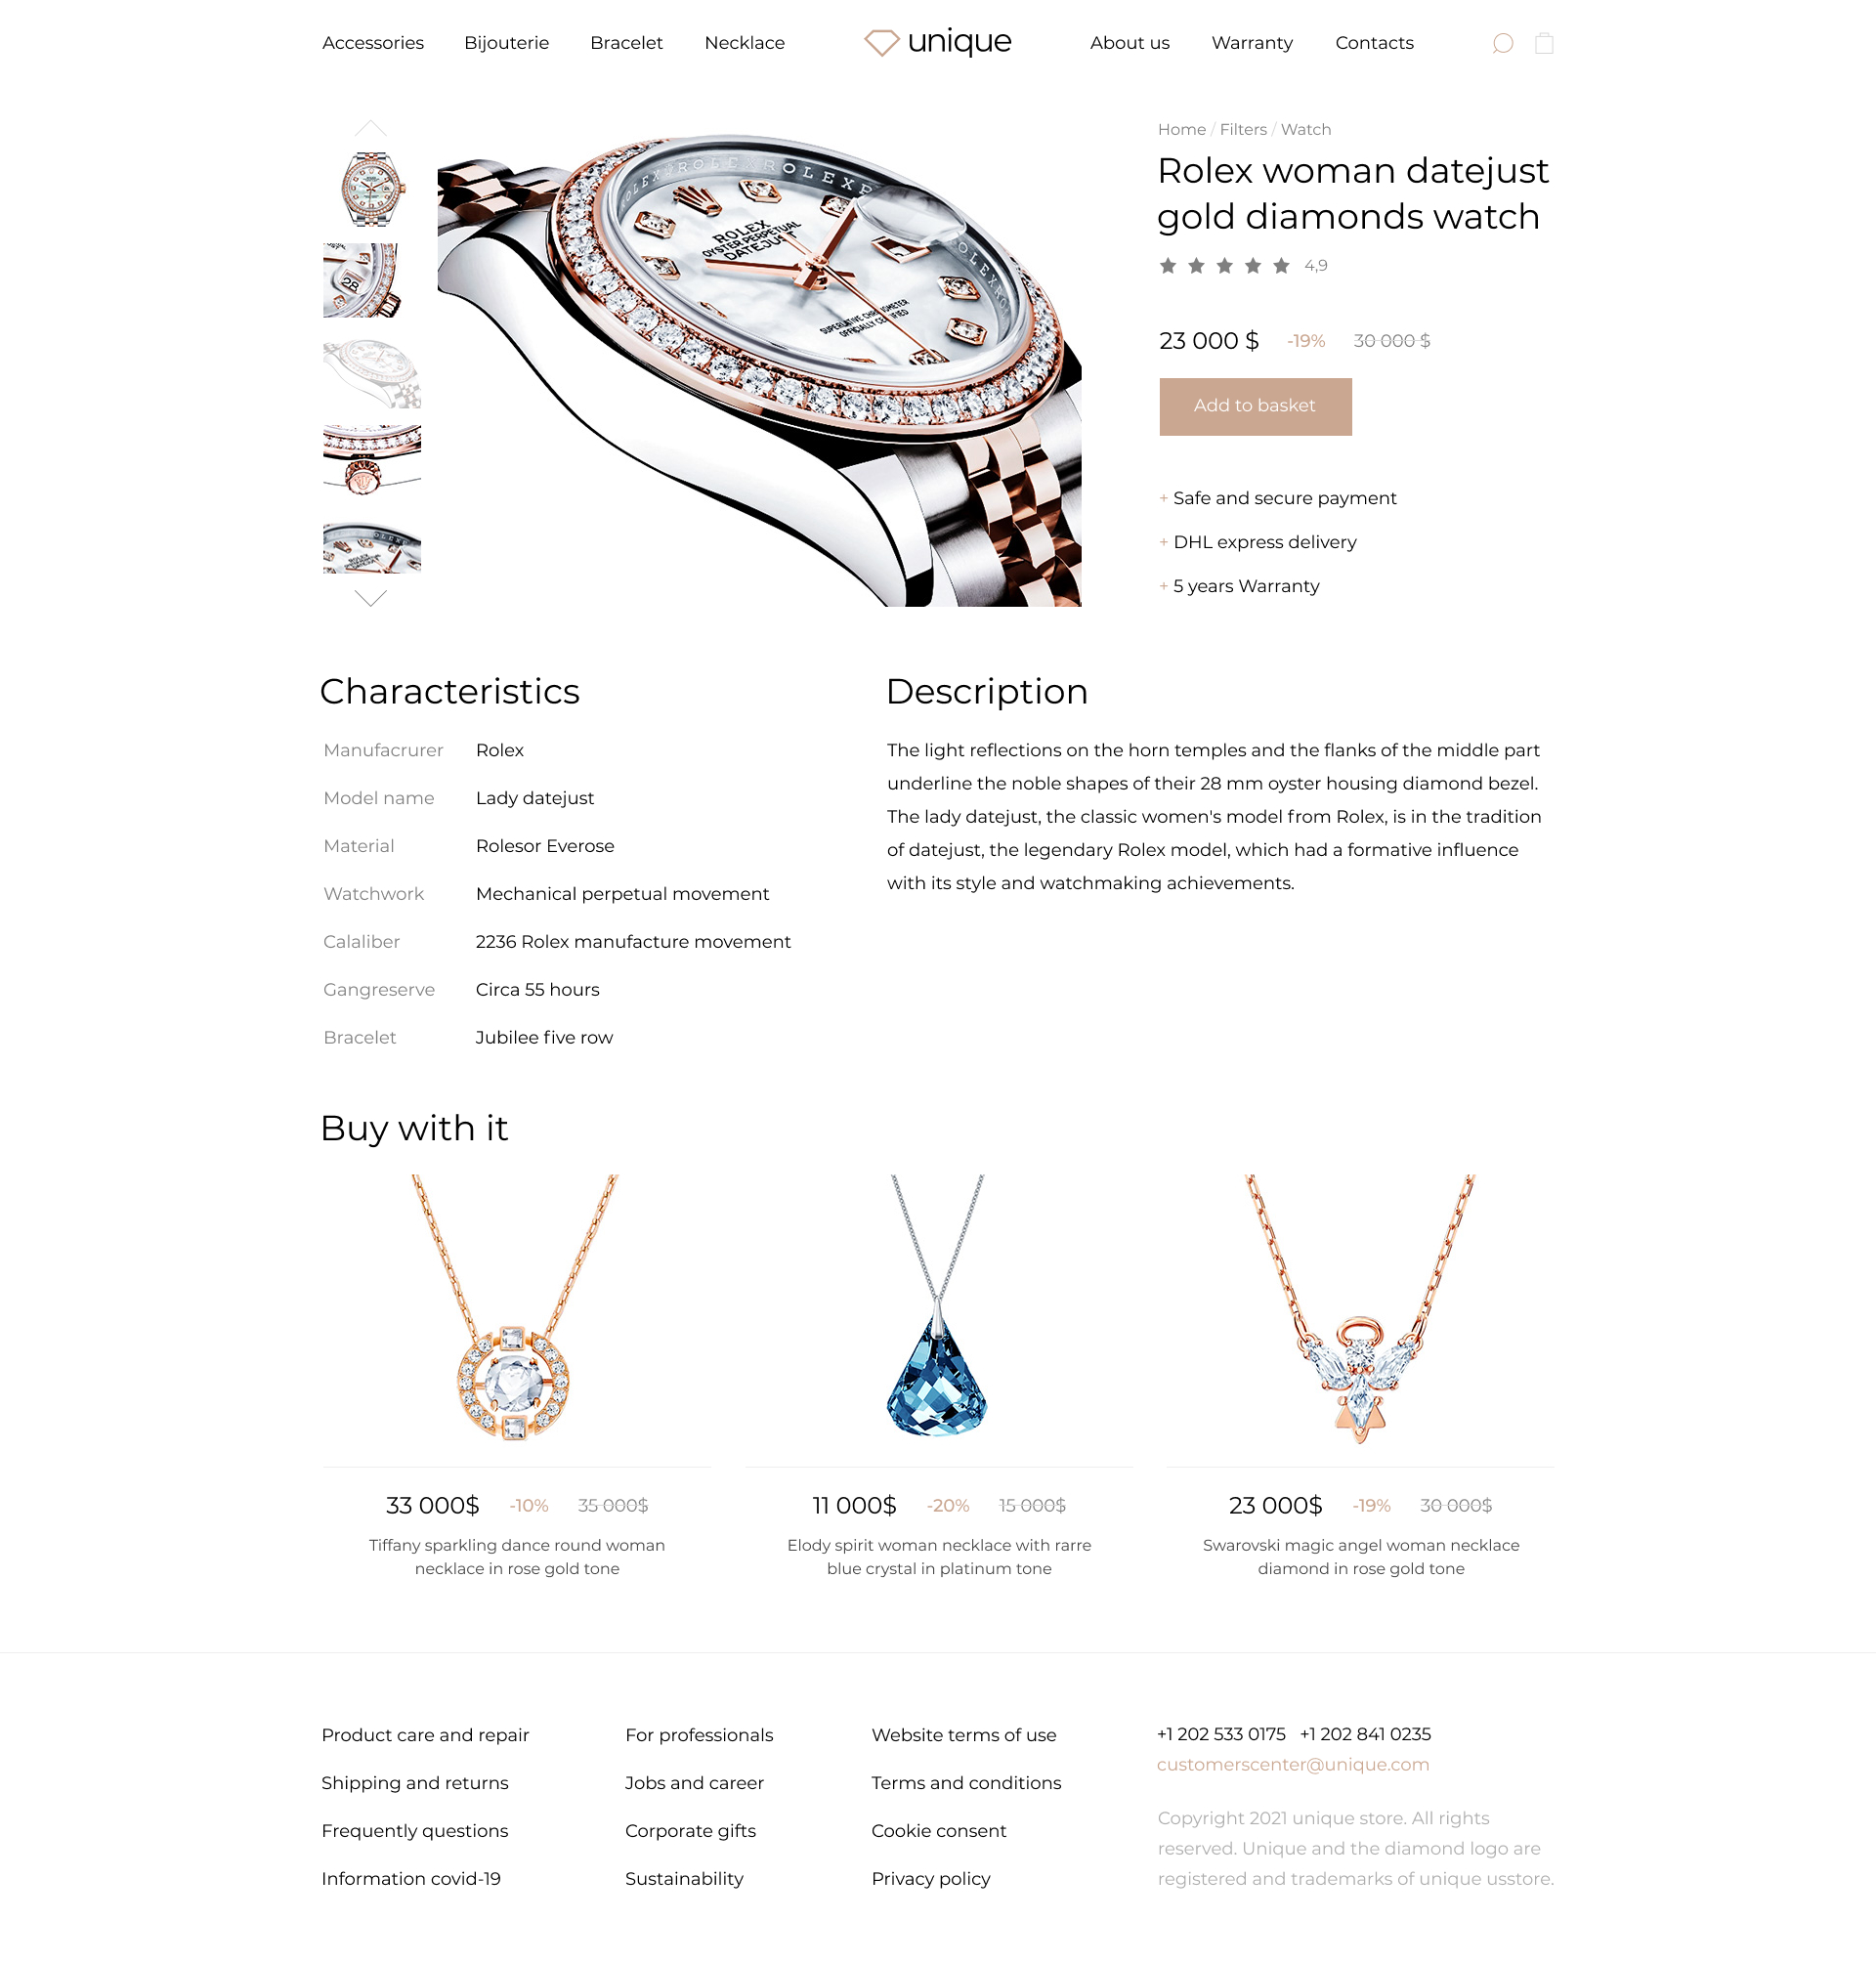 Accessories Bijouterie Bracelet Necklace unique About us Warranty Contacts
Home / Filters / Watch
Rolex woman datejust
gold diamonds watch
4,9
23 000 $ -19% 30 000 $
Add to basket
+ Safe and secure payment
+ DHL express delivery
+ 5 years Warranty
ROLEX ROLEX ROLEX
ROLEX
OYSTER PERPETUAL
DATEJUST
SUPERLATIVE CHRONOMETER
OFFICIALLY CERTIFIED
28
Characteristics
Manufacrurer Rolex
Model name Lady datejust
Material Rolesor Everose
Watchwork Mechanical perpetual movement
Calaliber 2236 Rolex manufacture movement
Gangreserve Circa 55 hours
Bracelet Jubilee five row
Description
The light reflections on the horn temples and the flanks of the middle part
underline the noble shapes of their 28 mm oyster housing diamond bezel.
The lady datejust, the classic women's model from Rolex, is in the tradition
of datejust, the legendary Rolex model, which had a formative influence
with its style and watchmaking achievements.
Buy with it
33 000$ -10% 35 000$
Tiffany sparkling dance round woman
necklace in rose gold tone
11 000$ -20% 15 000$
Elody spirit woman necklace with rarre
blue crystal in platinum tone
23 000$ -19% 30 000$
Swarovski magic angel woman necklace
diamond in rose gold tone
Product care and repair
Shipping and returns
Frequently questions
Information covid-19
For professionals
Jobs and career
Corporate gifts
Sustainability
Website terms of use
Terms and conditions
Cookie consent
Privacy policy
+1 202 533 0175 +1 202 841 0235
customerscenter@unique.com
Copyright 2021 unique store. All rights
reserved. Unique and the diamond logo are
registered and trademarks of unique usstore.